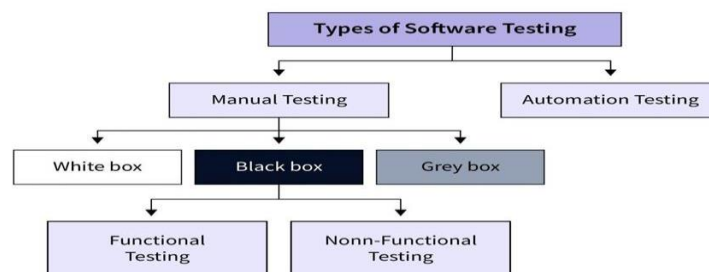 Types of Software Testing
Manual Testing
Automation Testing
White box
Black box
Grey box
Functional
Testing
Nonn-Functional
Testing